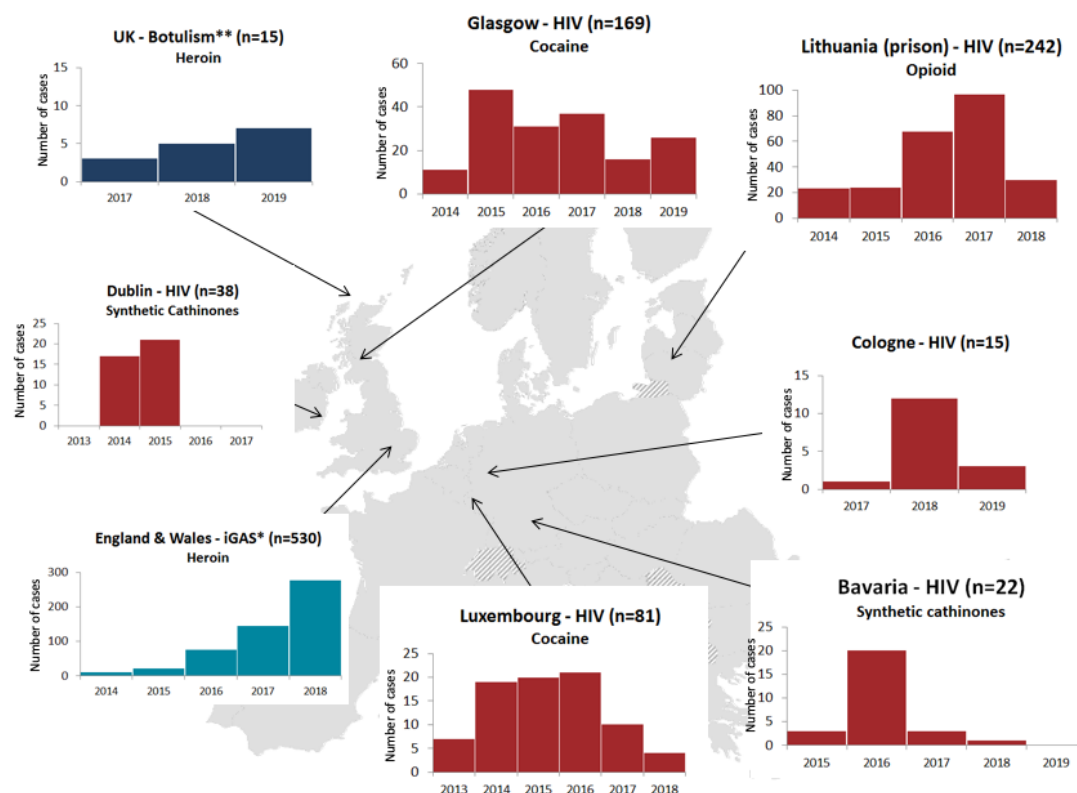 UK - Botulism** (n=15)
Heroin
Number of cases
15
10
5
0
2017 2018 2019
Glasgow - HIV (n=169)
Cocaine
Number of cases
60
40
20
0
2014 2015 2016 2017 2018 2019
Lithuania (prison) - HIV (n=242)
Opioid
Number of cases
100
80
60
40
20
0
2014 2015 2016 2017 2018
Dublin - HIV (n=38)
Synthetic Cathinones
Number of cases
25
20
15
10
5
0
2013 2014 2015 2016 2017
Cologne - HIV (n=15)
Number of cases
15
10
5
0
2017 2018 2019
England & Wales - iGAS* (n=530)
Heroin
Number of cases
300
200
100
0
2014 2015 2016 2017 2018
Luxembourg - HIV (n=81)
Cocaine
Number of cases
25
20
15
10
5
0
2013 2014 2015 2016 2017 2018
Bavaria - HIV (n=22)
Synthetic cathinones
Number of cases
25
20
15
10
5
0
2015 2016 2017 2018 2019